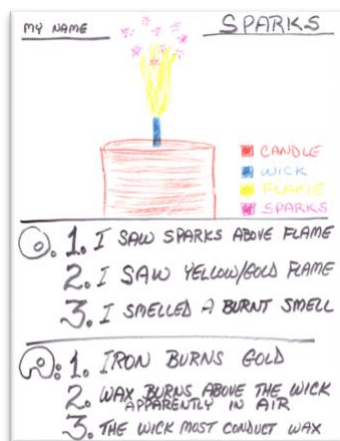 MY NAME
SPARKS
CANDLE
WICK
FLAME
SPARKS
O: 1. I SAW SPARKS ABOVE FLAME
2. I SAW YELLOW/GOLD FLAME
3. I SMELLED A BURNT SMELL
R: 1. IRON BURNS GOLD
2. WAX BURNS ABOVE THE WICK
APPARENTLY IN AIR
3. THE WICK MOST CONDUCT WAX